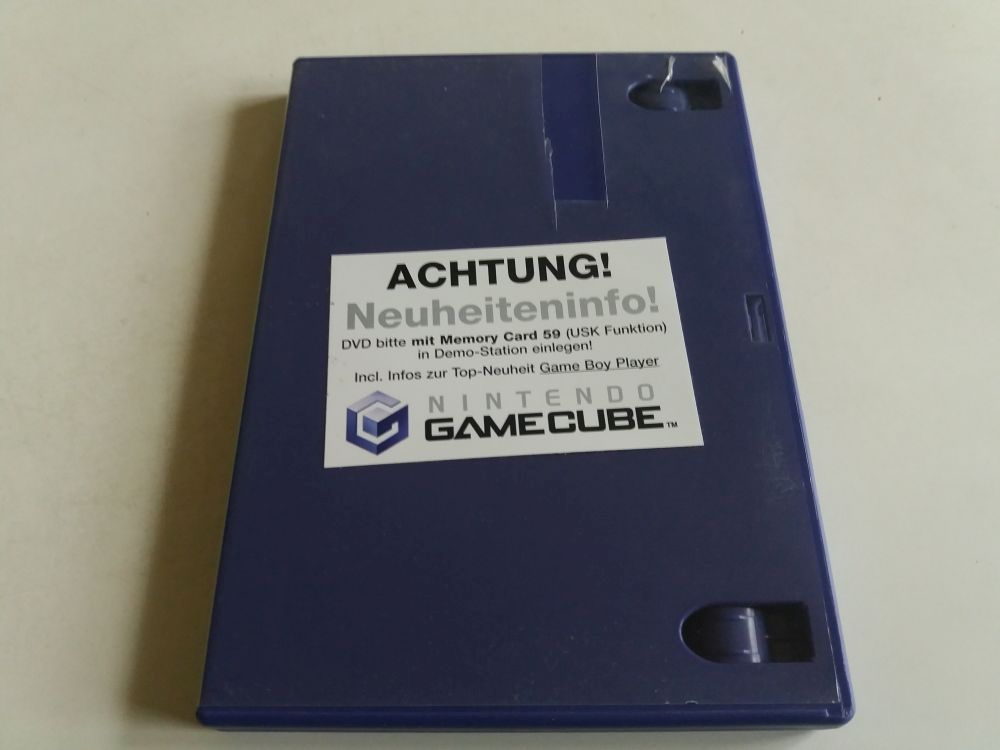 ACHTUNG!
Neuheiteninfo!
DVD bitte mit Memory Card 59 (USK Funktion)
in Demo-Station einlegen!
Incl. Infos zur Top-Neuheit Game Boy Player
NINTENDO
GAMECUBE™